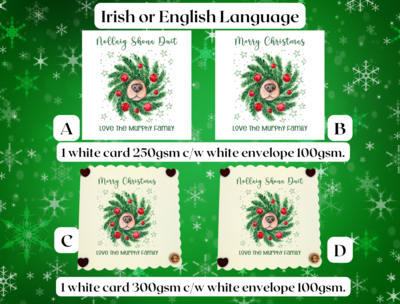 Irish or English Language
Nollaig Shona Duit
Love The Murphy Family
A
Merry Christmas
Love The Murphy Family
B
1 white card 250gsm c/w white envelope 100gsm.
Merry Christmas
Love The Murphy Family
C
Nollaig Shona Duit
Love The Murphy Family
D
1 white card 300gsm c/w white envelope 100gsm.